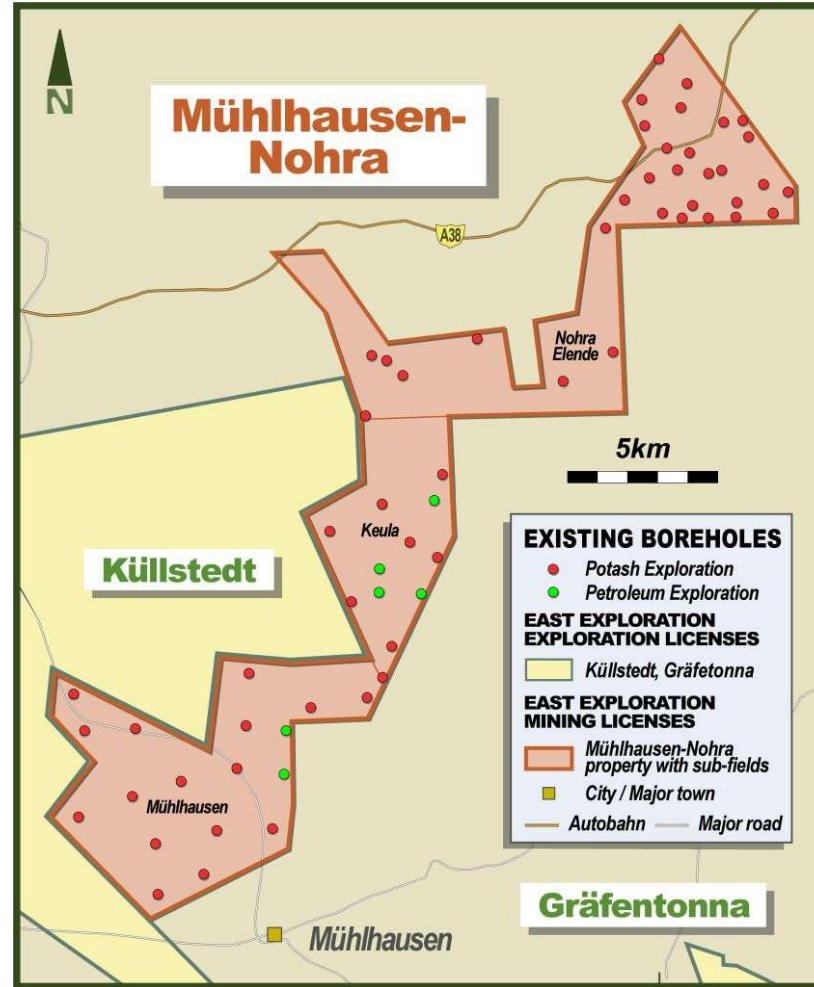 N
Mühlhausen-
Nohra
A38
Nohra
Elende
5km
Keula
Küllstedt
EXISTING BOREHOLES
Potash Exploration
Petroleum Exploration
EAST EXPLORATION
EXPLORATION LICENSES
Küllstedt, Gräfetonna
EAST EXPLORATION
MINING LICENSES
Mühlhausen-Nohra
property with sub-fields
City / Major town
Autobahn
Major road
Mühlhausen
Gräfentonna
Mühlhausen